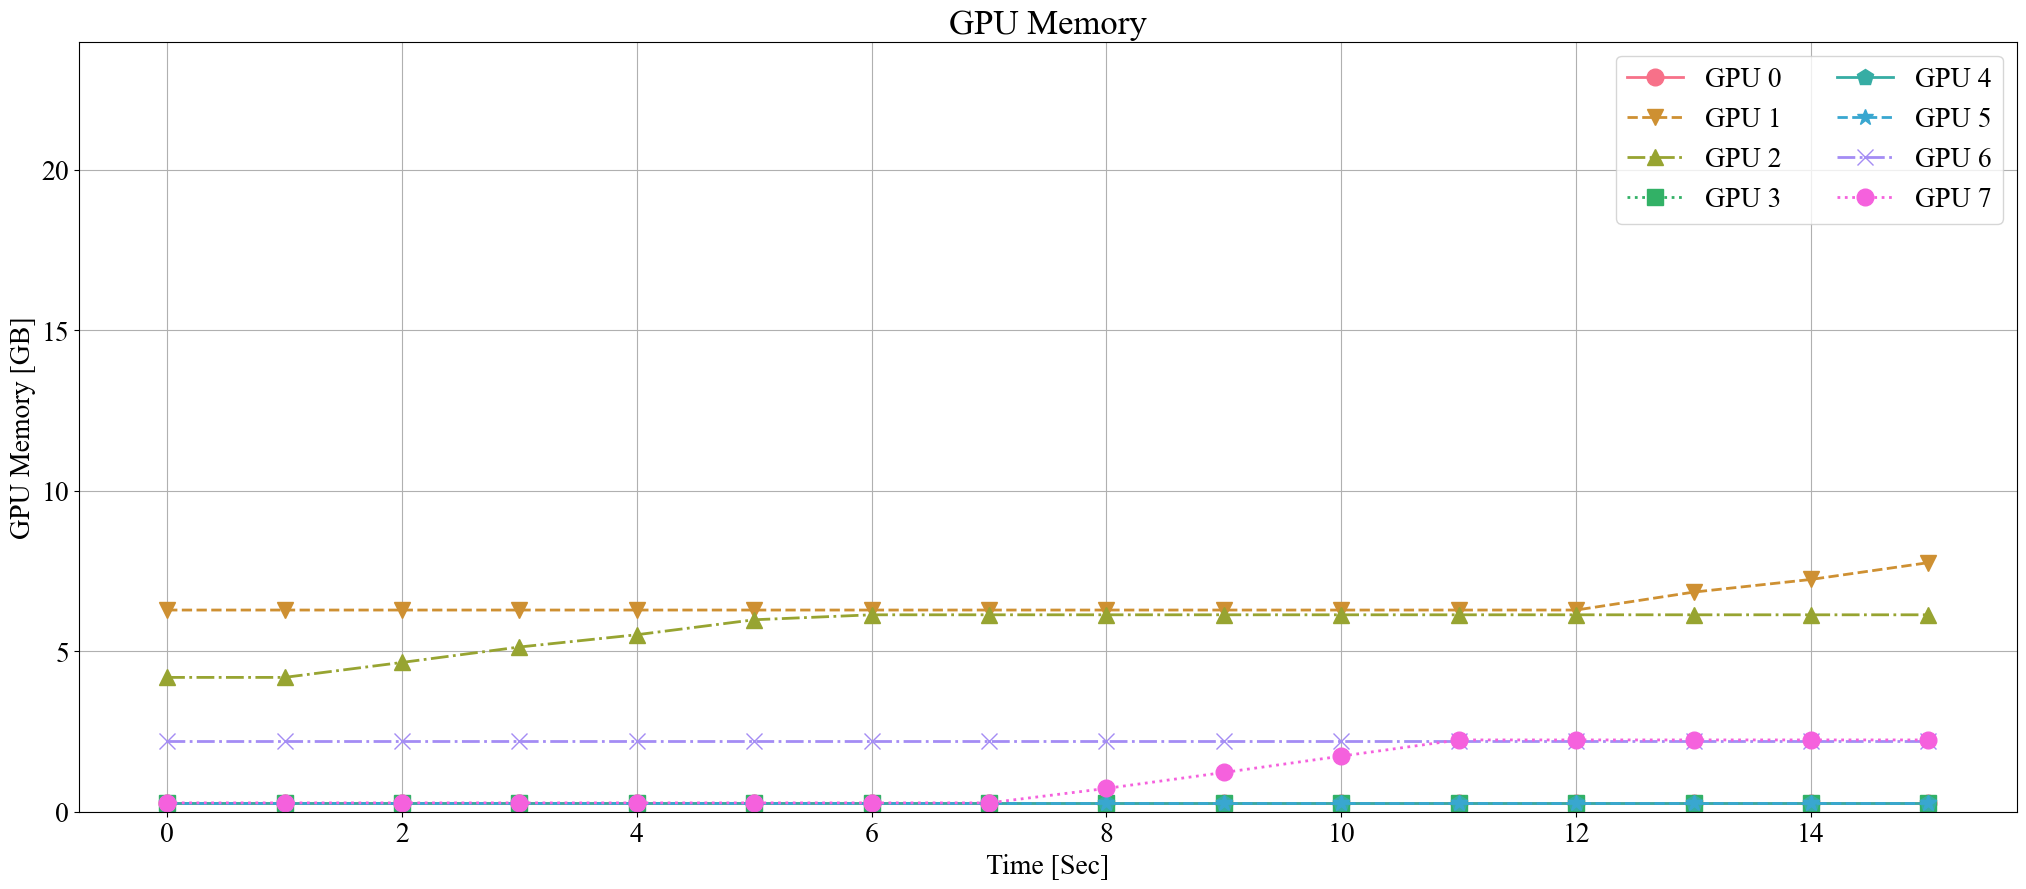 GPU Memory
GPU 0
GPU 1
GPU 2
GPU 3
GPU 4
GPU 5
GPU 6
GPU 7
GPU Memory [GB]
20
15
10
5
0
0 2 4 6 8 10 12 14
Time [Sec]